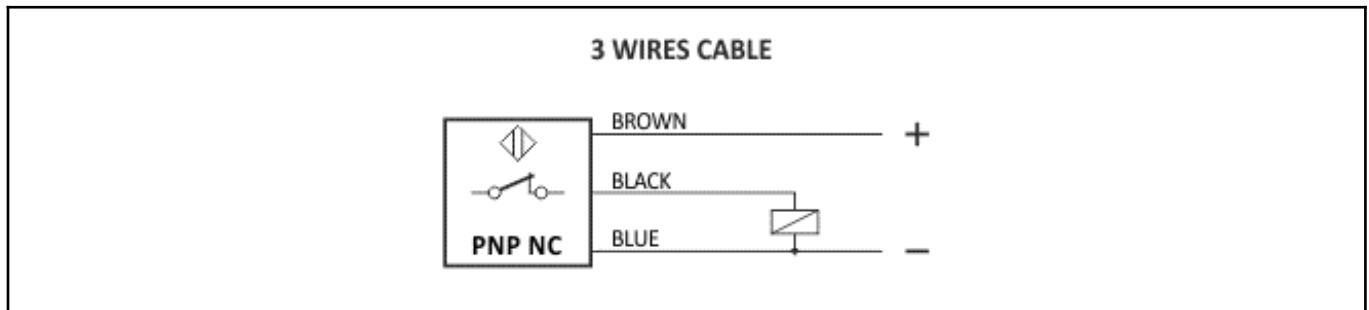 3 WIRES CABLE
BROWN
+
BLACK
PNP NC
BLUE
−